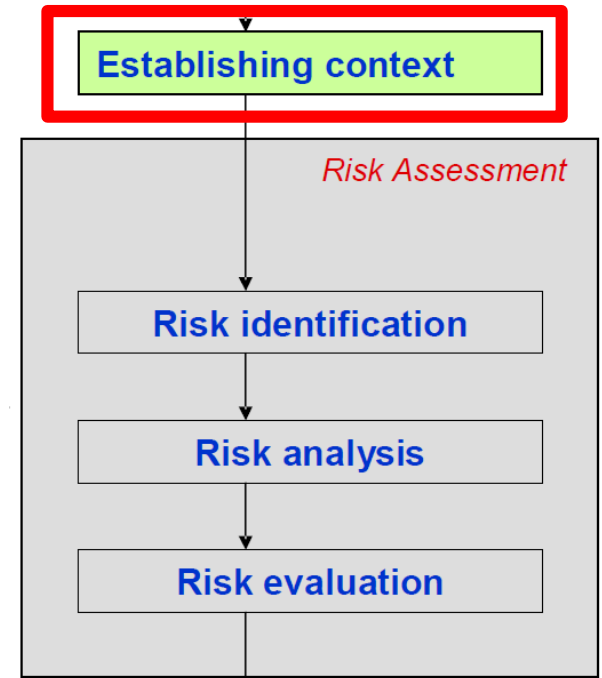 Establishing context
Risk Assessment
Risk identification
Risk analysis
Risk evaluation